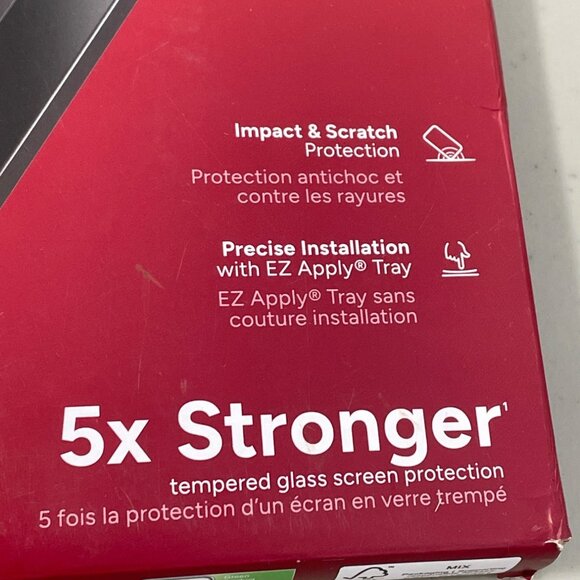 Impact & Scratch
Protection
Protection antichoc et
contre les rayures
Precise Installation
with EZ Apply® Tray
EZ Apply® Tray sans
couture installation
5x Stronger¹
tempered glass screen protection
5 fois la protection d'un écran en verre trempé
MIX